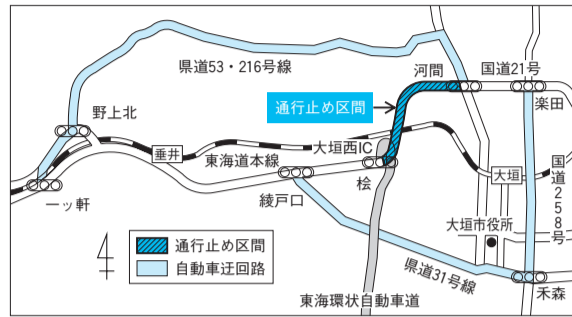 県道53・216号線
河間
国道21号
通行止め区間
楽田
野上北
垂井
東海道本線
大垣西IC
大垣
国道258号
一ッ軒
綾戸口
桧
大垣市役所
通行止め区間
自動車迂回路
県道31号線
禾森
東海環状自動車道